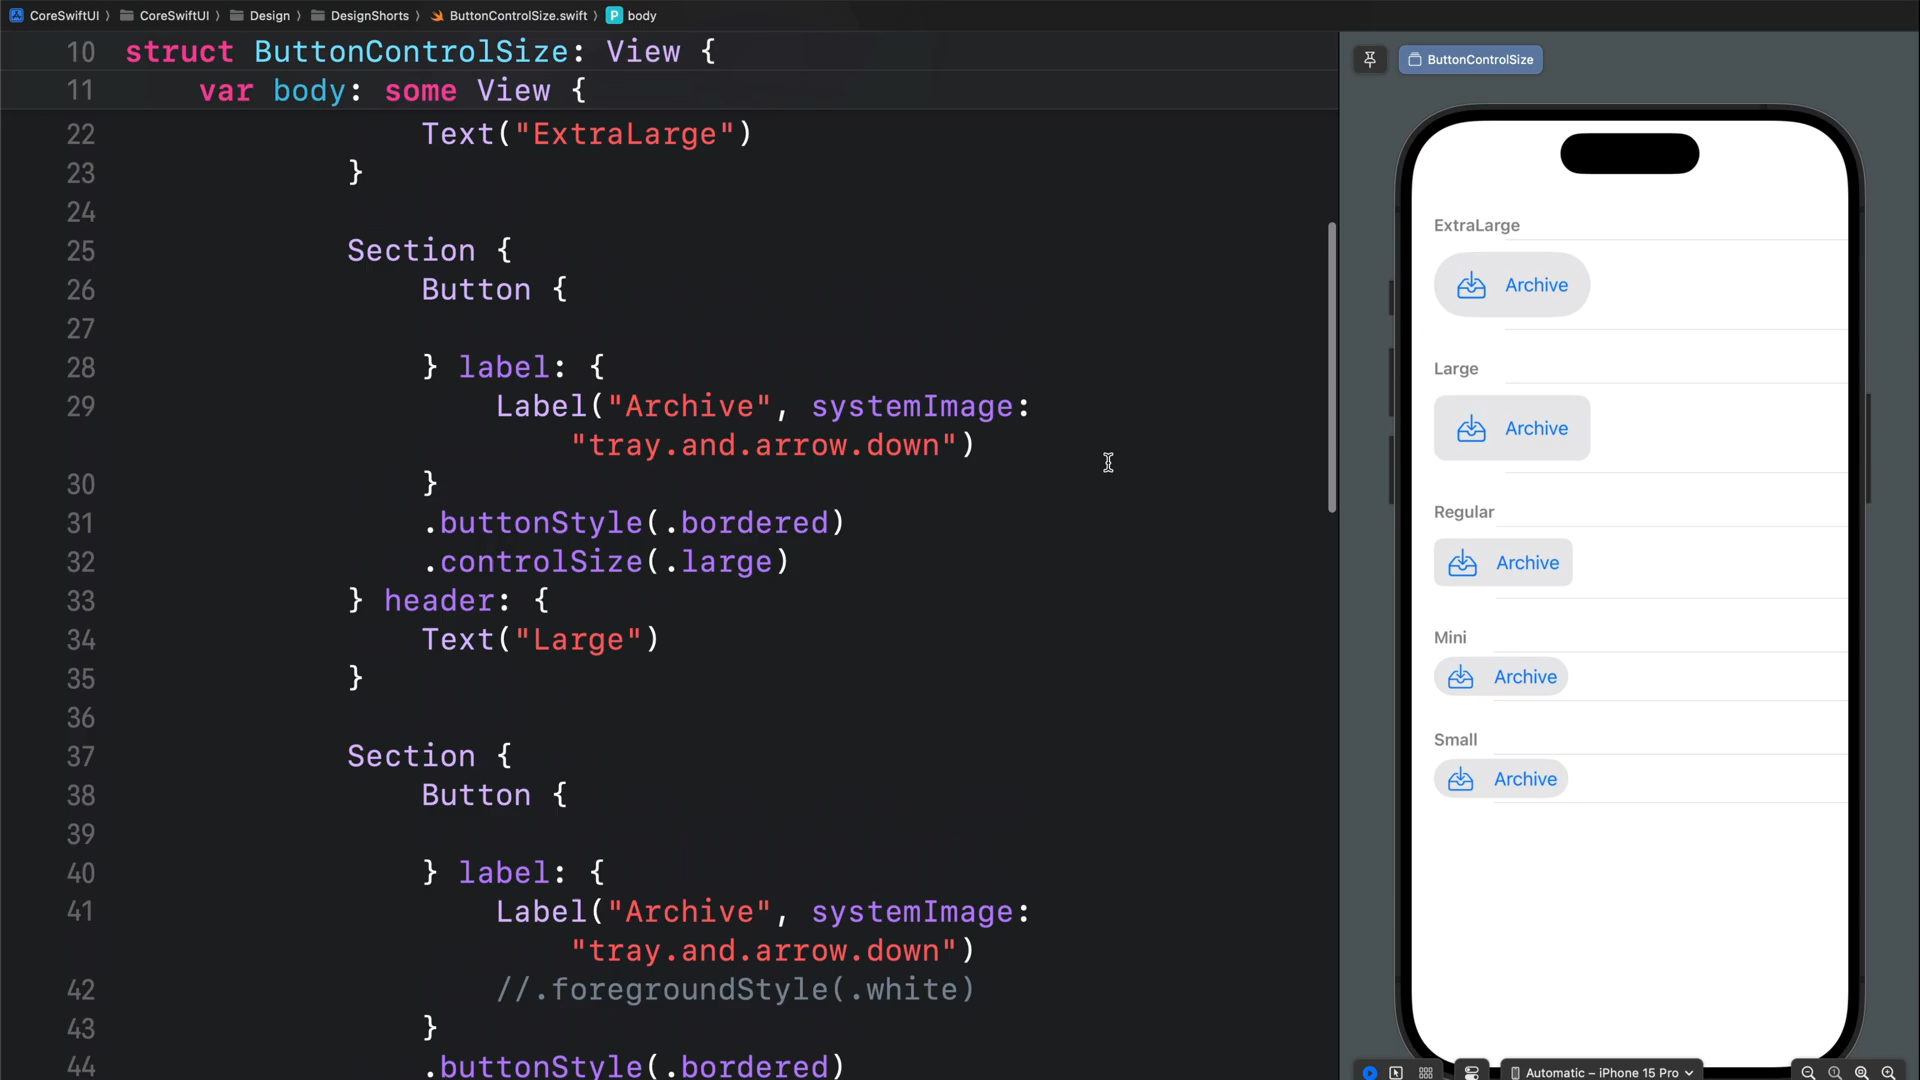 CoreSwiftUI 〉 CoreSwiftUI 〉 Design 〉 DesignShorts 〉 ButtonControlSize.swift 〉 P body
10 struct ButtonControlSize: View {
11 var body: some View {
22 Text("ExtraLarge")
23 }
24
25 Section {
26 Button {
27
28 } label: {
29 Label("Archive", systemImage:
"tray.and.arrow.down")
30 }
31 .buttonStyle(.bordered)
32 .controlSize(.large)
33 } header: {
34 Text("Large")
35 }
36
37 Section {
38 Button {
39
40 } label: {
41 Label("Archive", systemImage:
"tray.and.arrow.down")
42 //.foregroundStyle(.white)
43 }
44 .buttonStyle(.bordered)
ButtonControlSize
ExtraLarge
Archive
Large
Archive
Regular
Archive
Mini
Archive
Small
Archive
Automatic – iPhone 15 Pro